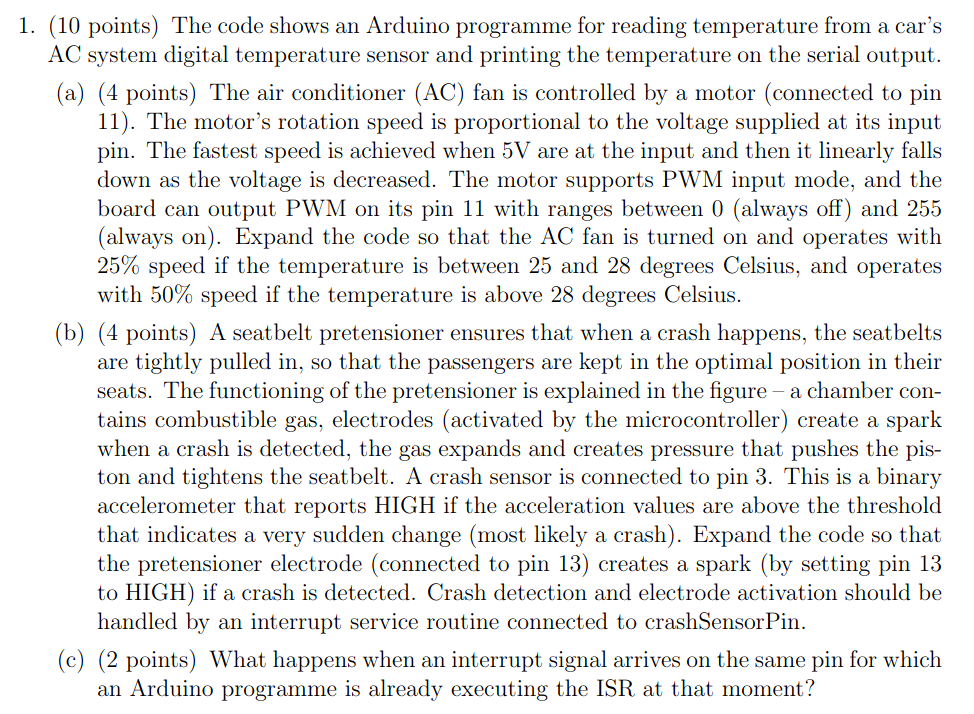 1. (10 points) The code shows an Arduino programme for reading temperature from a car's
AC system digital temperature sensor and printing the temperature on the serial output.
(a) (4 points) The air conditioner (AC) fan is controlled by a motor (connected to pin
11). The motor's rotation speed is proportional to the voltage supplied at its input
pin. The fastest speed is achieved when 5V are at the input and then it linearly falls
down as the voltage is decreased. The motor supports PWM input mode, and the
board can output PWM on its pin 11 with ranges between 0 (always off) and 255
(always on). Expand the code so that the AC fan is turned on and operates with
25% speed if the temperature is between 25 and 28 degrees Celsius, and operates
with 50% speed if the temperature is above 28 degrees Celsius.
(b) (4 points) A seatbelt pretensioner ensures that when a crash happens, the seatbelts
are tightly pulled in, so that the passengers are kept in the optimal position in their
seats. The functioning of the pretensioner is explained in the figure – a chamber con-
tains combustible gas, electrodes (activated by the microcontroller) create a spark
when a crash is detected, the gas expands and creates pressure that pushes the pis-
ton and tightens the seatbelt. A crash sensor is connected to pin 3. This is a binary
accelerometer that reports HIGH if the acceleration values are above the threshold
that indicates a very sudden change (most likely a crash). Expand the code so that
the pretensioner electrode (connected to pin 13) creates a spark (by setting pin 13
to HIGH) if a crash is detected. Crash detection and electrode activation should be
handled by an interrupt service routine connected to crashSensorPin.
(c) (2 points) What happens when an interrupt signal arrives on the same pin for which
an Arduino programme is already executing the ISR at that moment?